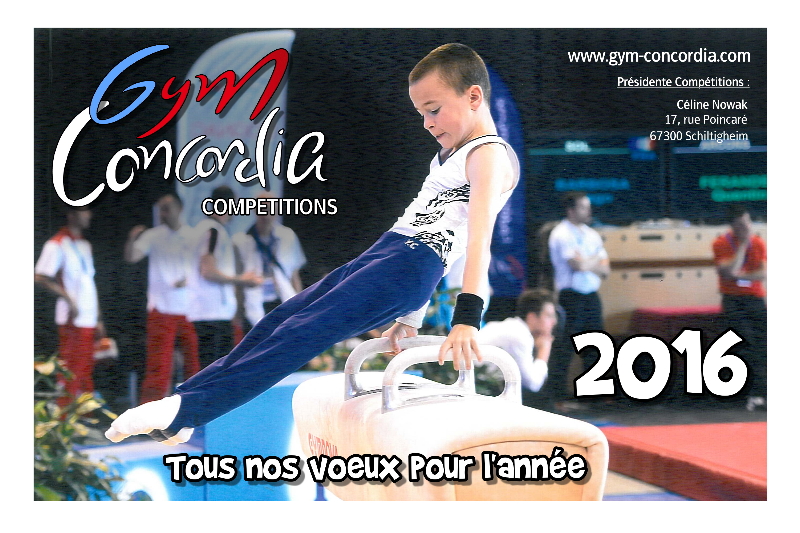 Gym
Concordia
COMPETITIONS
www.gym-concordia.com
Présidente Compétitions :
Céline Nowak
17, rue Poincaré
67300 Schiltigheim
2016
Tous nos voeux pour l'année